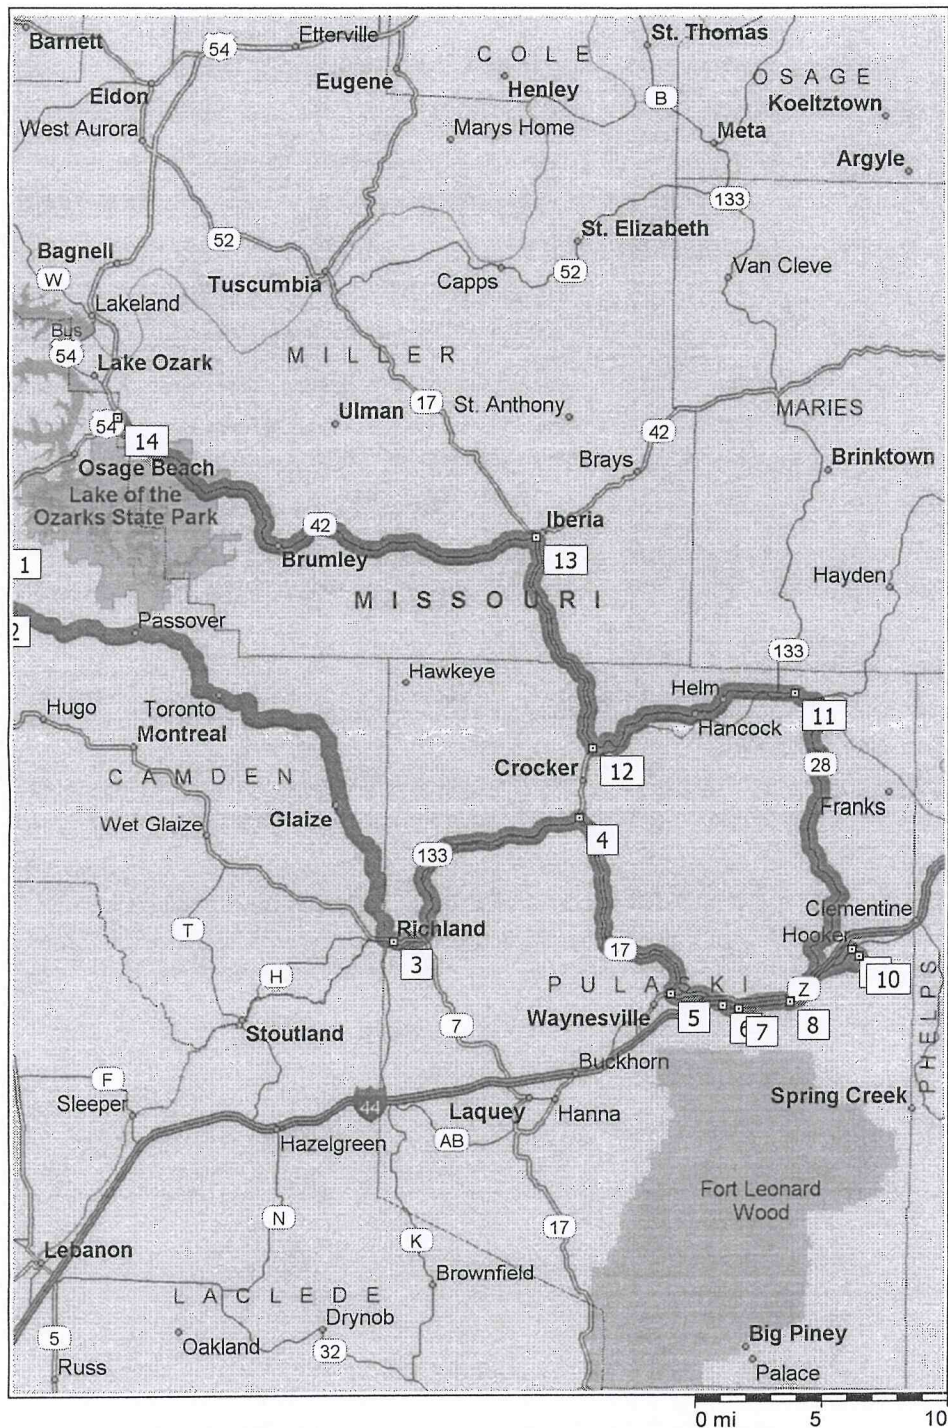 Barnett
54
Etterville
St. Thomas
COLE
OSAGE
Eugene
Henley
Eldon
B
Koeltztown
West Aurora
Marys Home
Meta
Argyle
133
52
St. Elizabeth
Bagnell
W
Tuscumbia
Capps
52
Van Cleve
Lakeland
Bus
54
Lake Ozark
MILLER
17
Ulman
St. Anthony
MARIES
54
14
42
Osage Beach
Brays
Brinktown
Lake of the
Ozarks State Park
42
Iberia
Brumley
13
1
Hayden
MISSOURI
2
Passover
133
Hawkeye
Helm
Hugo
Toronto
Hancock
11
Montreal
Crocker
12
28
CAMDEN
Glaize
Franks
Wet Glaize
4
133
Clementine
Richland
Hooker
T
3
17
10
H
PULASKI
Z
PHELPS
Waynesville
5
6
7
8
Stoutland
7
Buckhorn
F
Spring Creek
Sleeper
44
Laquey
Hanna
AB
Hazelgreen
Fort Leonard
Wood
N
17
K
Lebanon
Brownfield
LACLEDE
Drynob
5
Oakland
32
Big Piney
Russ
Palace
0 mi
5
10